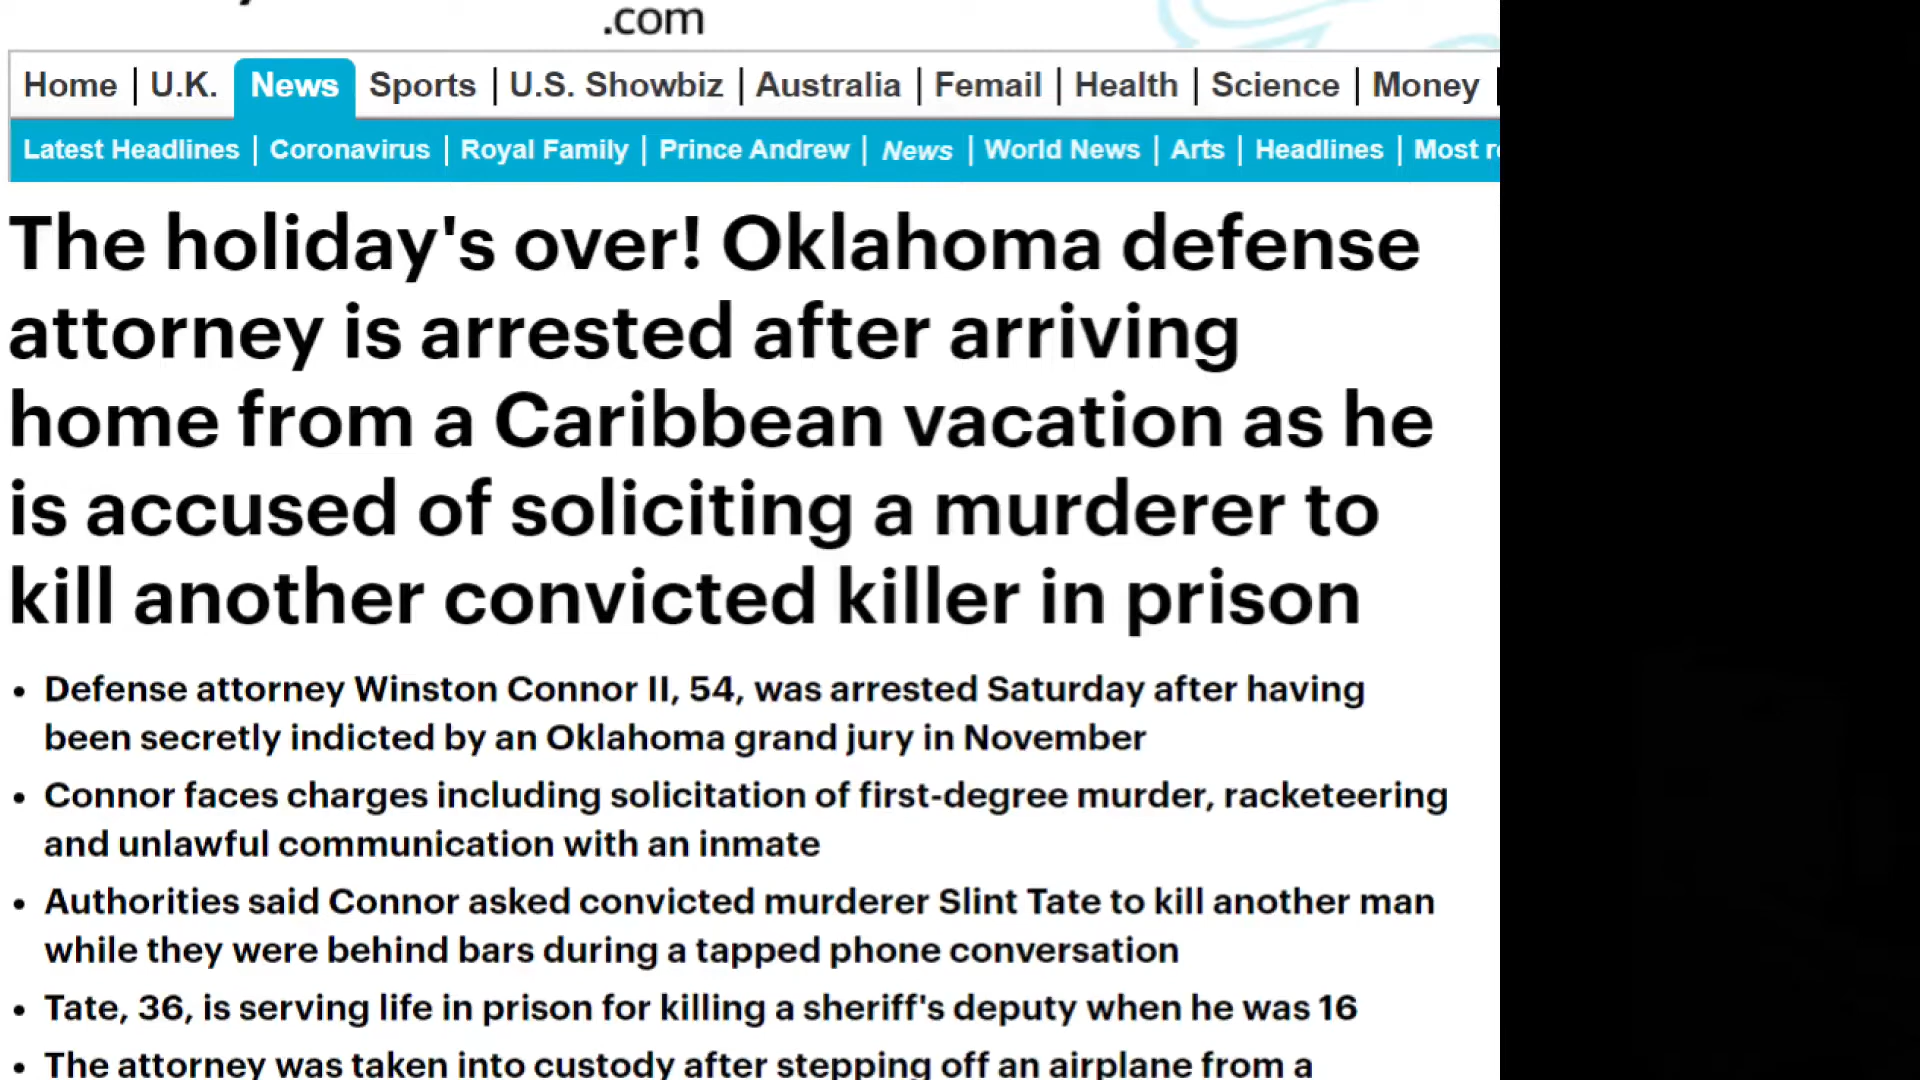 .com
Home | U.K. News Sports | U.S. Showbiz | Australia | Femail | Health | Science | Money
Latest Headlines | Coronavirus | Royal Family | Prince Andrew | News | World News | Arts | Headlines | Most
The holiday's over! Oklahoma defense
attorney is arrested after arriving
home from a Caribbean vacation as he
is accused of soliciting a murderer to
kill another convicted killer in prison
• Defense attorney Winston Connor II, 54, was arrested Saturday after having
been secretly indicted by an Oklahoma grand jury in November
• Connor faces charges including solicitation of first-degree murder, racketeering
and unlawful communication with an inmate
• Authorities said Connor asked convicted murderer Slint Tate to kill another man
while they were behind bars during a tapped phone conversation
• Tate, 36, is serving life in prison for killing a sheriff's deputy when he was 16
• The attorney was taken into custody after stepping off an airplane from a